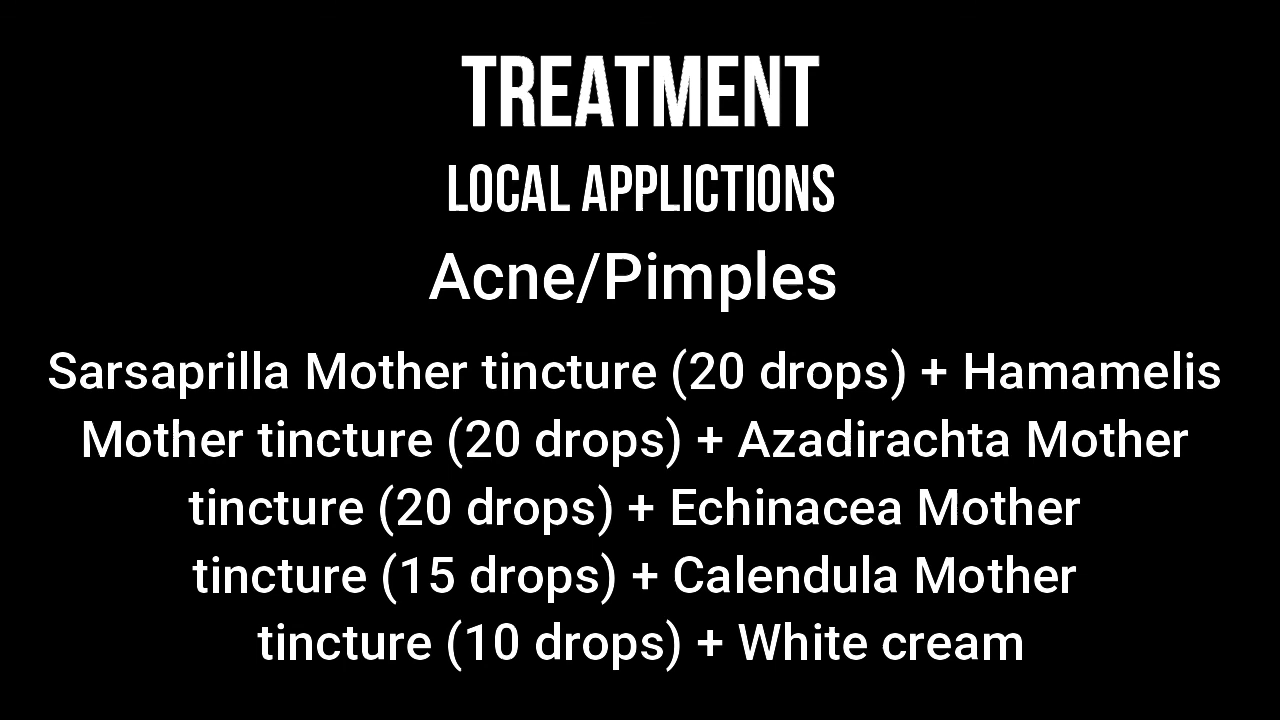 TREATMENT
LOCAL APPLICTIONS
Acne/Pimples
Sarsaprilla Mother tincture (20 drops) + Hamamelis
Mother tincture (20 drops) + Azadirachta Mother
tincture (20 drops) + Echinacea Mother
tincture (15 drops) + Calendula Mother
tincture (10 drops) + White cream